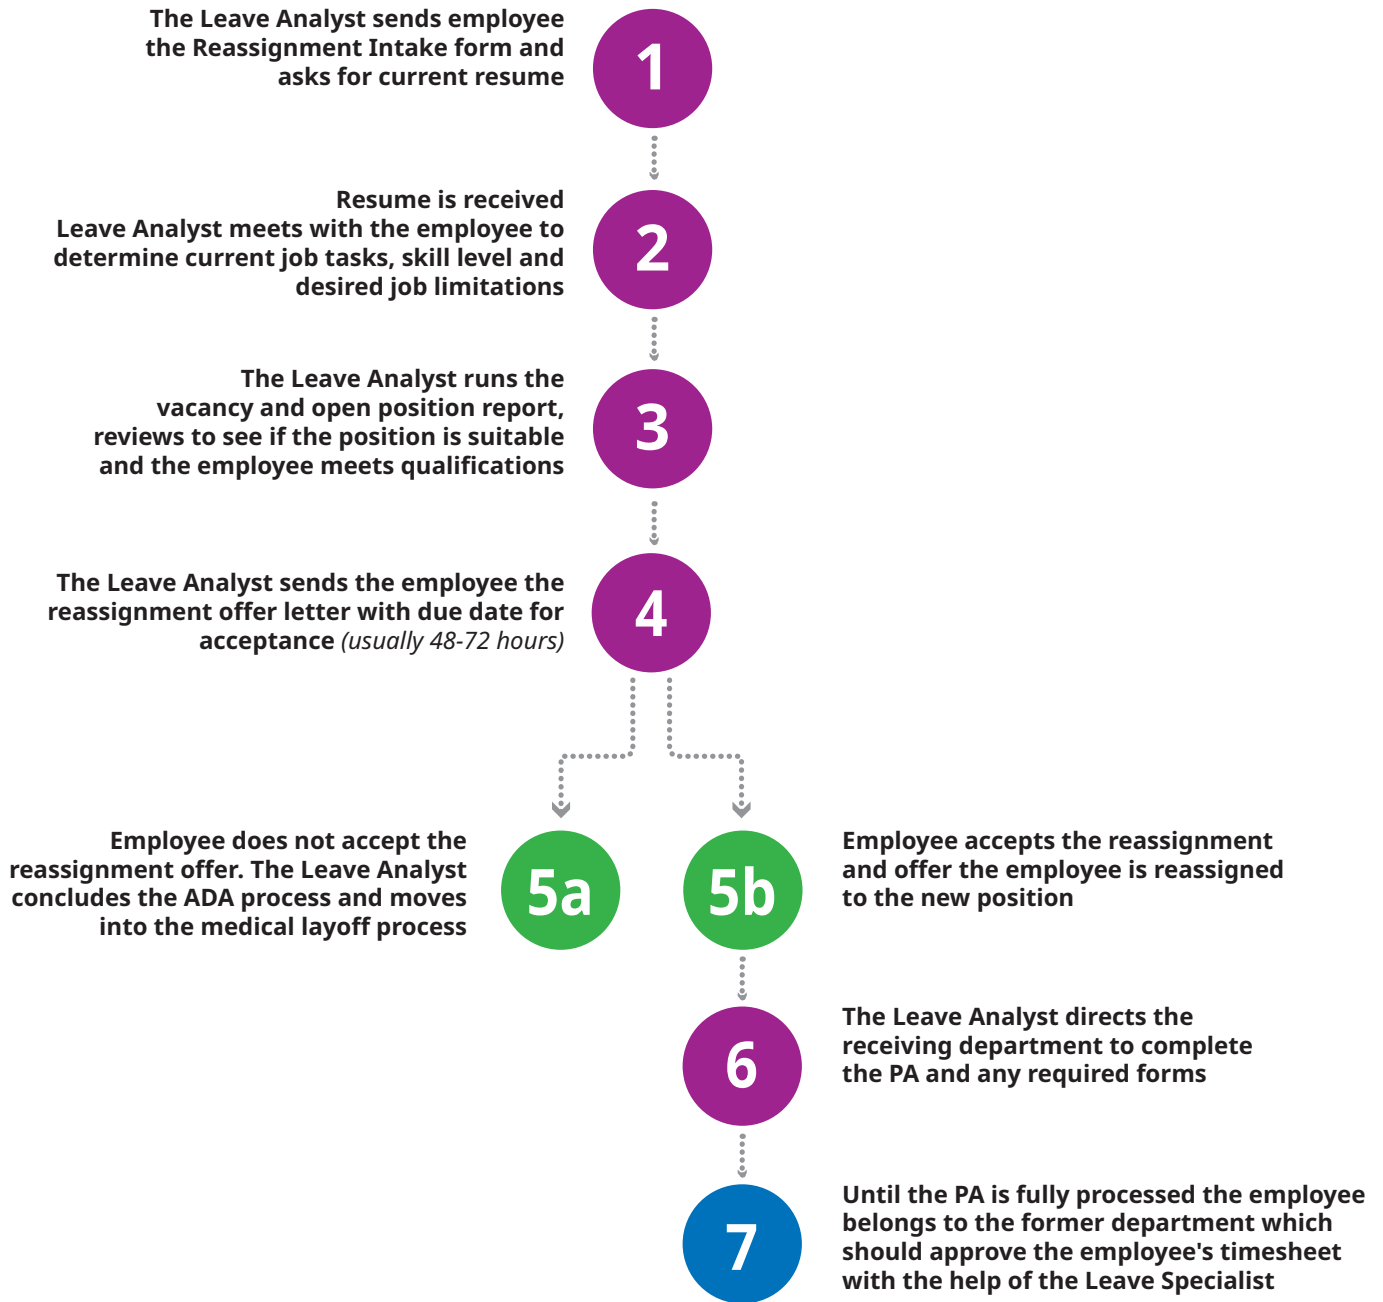 The Leave Analyst sends employee
the Reassignment Intake form and
asks for current resume
1
Resume is received
Leave Analyst meets with the employee to
determine current job tasks, skill level and
desired job limitations
2
The Leave Analyst runs the
vacancy and open position report,
reviews to see if the position is suitable
and the employee meets qualifications
3
The Leave Analyst sends the employee the
reassignment offer letter with due date for
acceptance (usually 48-72 hours)
4
Employee does not accept the
reassignment offer. The Leave Analyst
concludes the ADA process and moves
into the medical layoff process
5a
5b
Employee accepts the reassignment
and offer the employee is reassigned
to the new position
6
The Leave Analyst directs the
receiving department to complete
the PA and any required forms
7
Until the PA is fully processed the employee
belongs to the former department which
should approve the employee's timesheet
with the help of the Leave Specialist